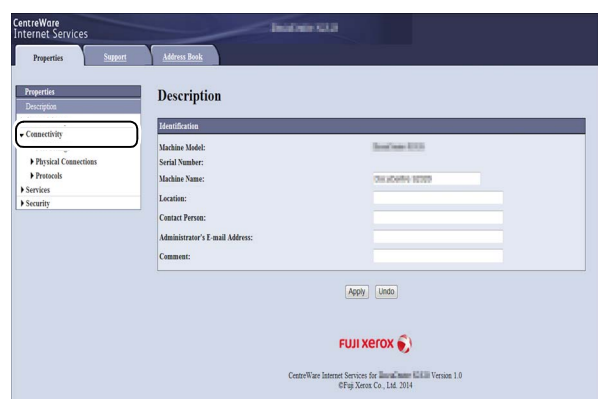 CentreWare
Internet Services
Properties
Support
Address Book
Properties
Description
Connectivity
Physical Connections
Protocols
Services
Security
Description
Identification
Machine Model:
Serial Number:
Machine Name:
Location:
Contact Person:
Administrator's E-mail Address:
Comment:
Apply Undo
FUJI xerox
CentreWare Internet Services for Version 1.0
©Fuji Xerox Co., Ltd. 2014